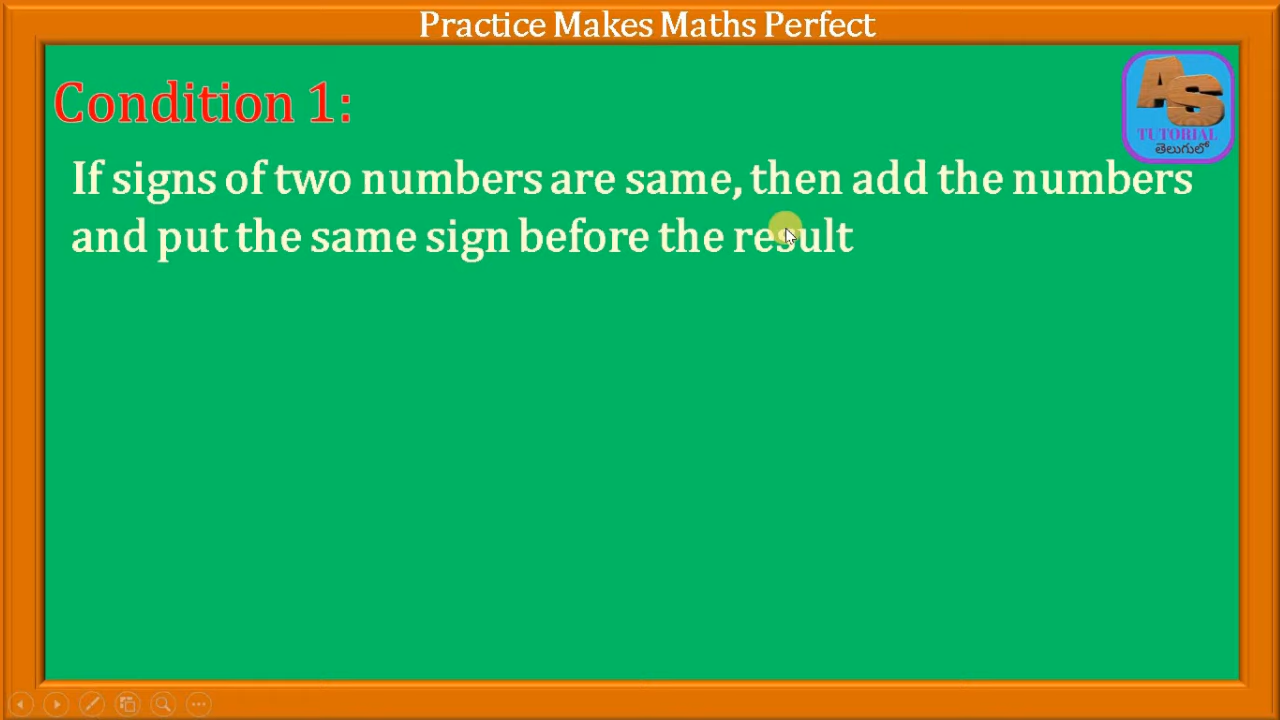 Practice Makes Maths Perfect
Condition 1:
AS
TUTORIAL
తెలుగులో
If signs of two numbers are same, then add the numbers
and put the same sign before the result